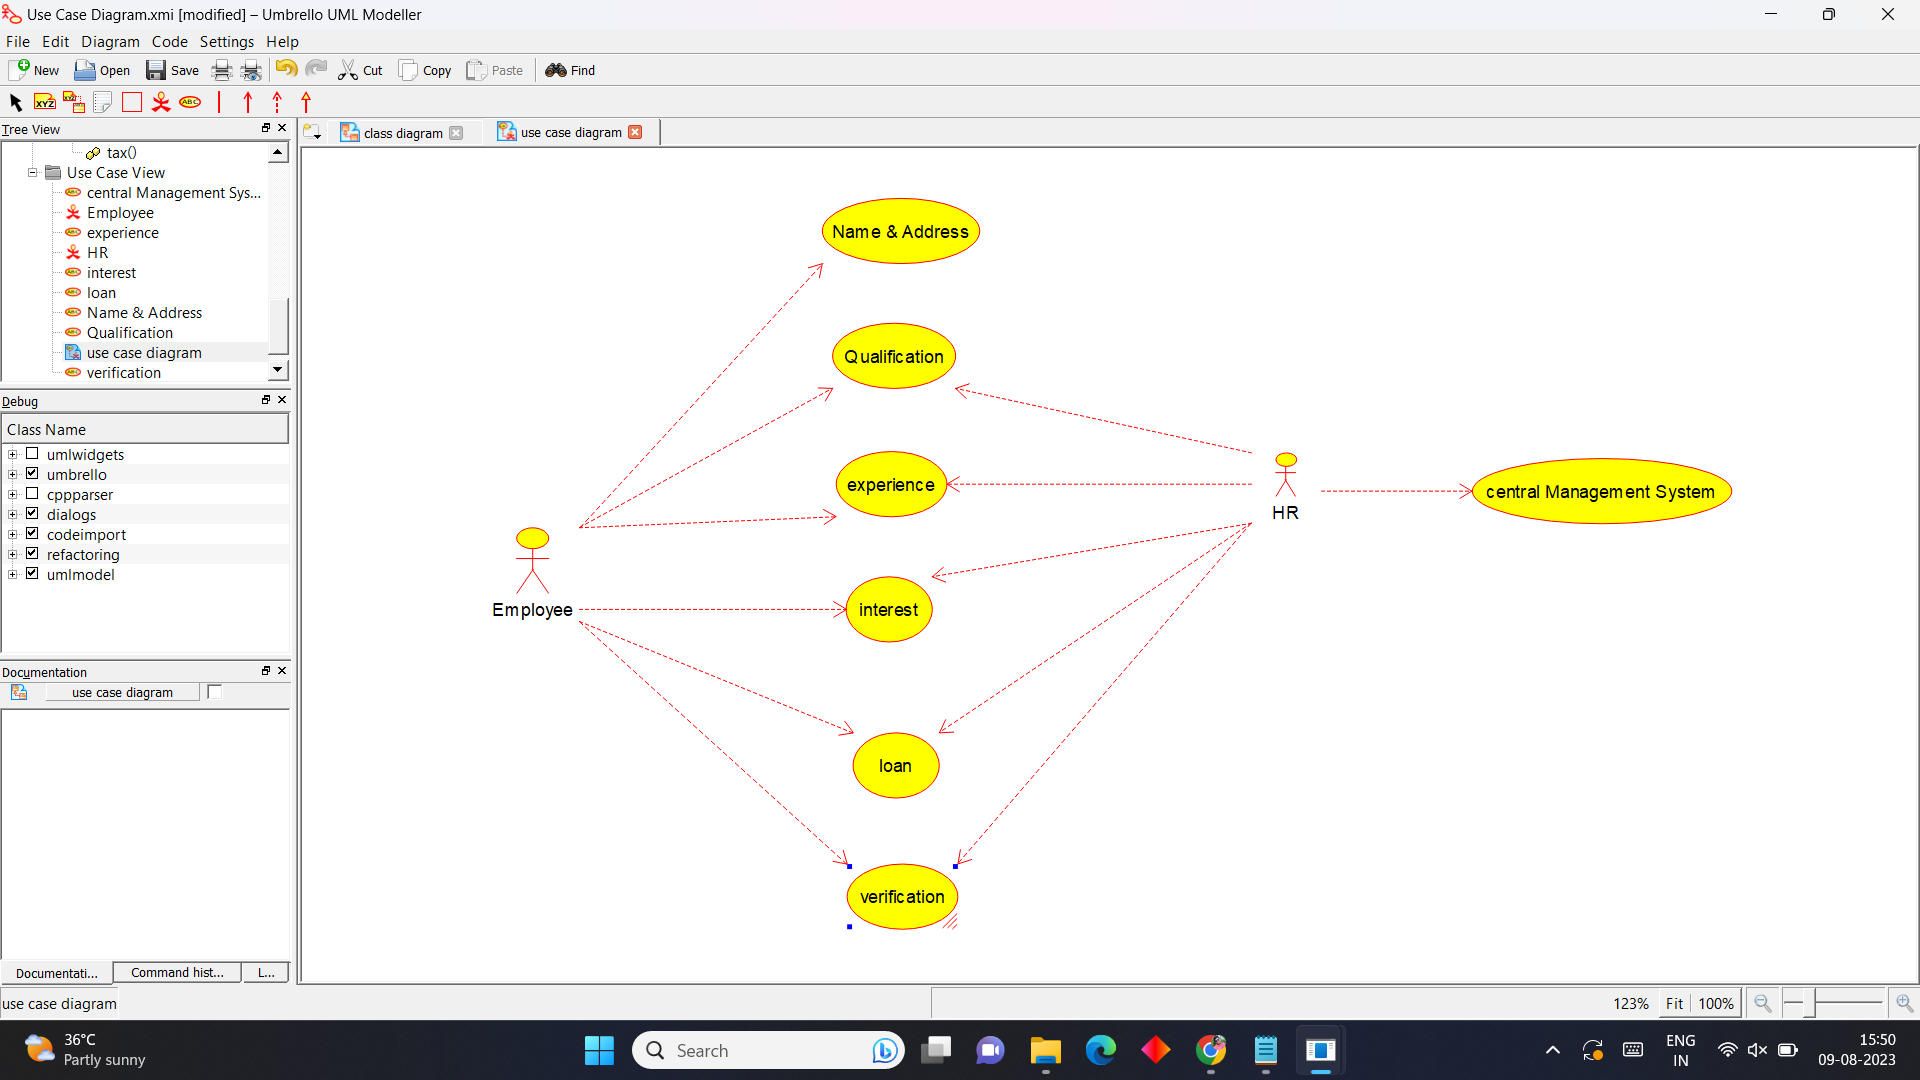 Use Case Diagram.xmi [modified] – Umbrello UML Modeller
File Edit Diagram Code Settings Help
New Open Save Cut Copy Paste Find
XYZ XYZ ABC
Tree View
class diagram use case diagram
tax()
Use Case View
central Management Sys...
Employee
experience
HR
interest
loan
Name & Address
Qualification
use case diagram
verification
Debug
Class Name
umlwidgets
umbrello
cppparser
dialogs
codeimport
refactoring
umlmodel
Documentation
use case diagram
Documentati... Command hist... L...
Name & Address
Qualification
experience
HR
central Management System
Employee
interest
loan
verification
use case diagram
123% Fit 100%
36°C
Partly sunny
Search
ENG
IN
15:50
09-08-2023